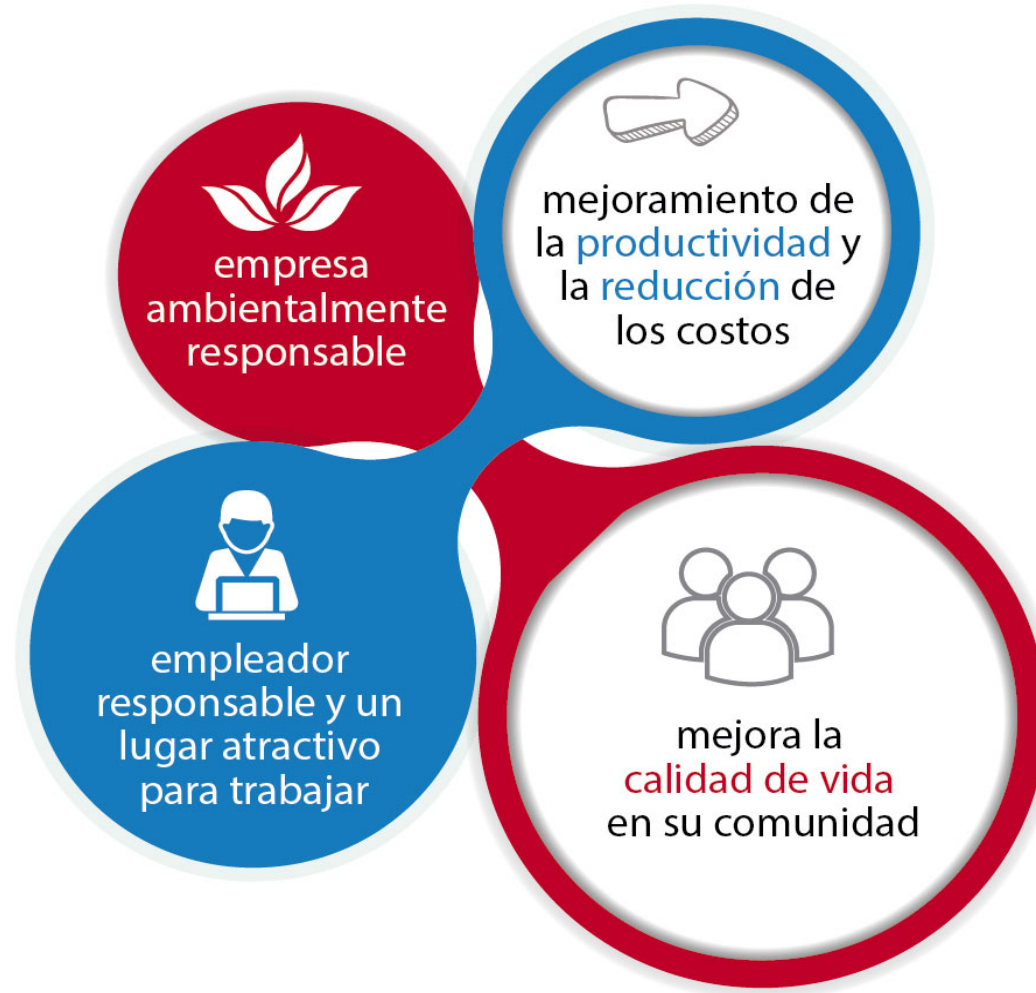 empresa
ambientalmente
responsable
mejoramiento de
la productividad y
la reducción de
los costos
empleador
responsable y un
lugar atractivo
para trabajar
mejora la
calidad de vida
en su comunidad